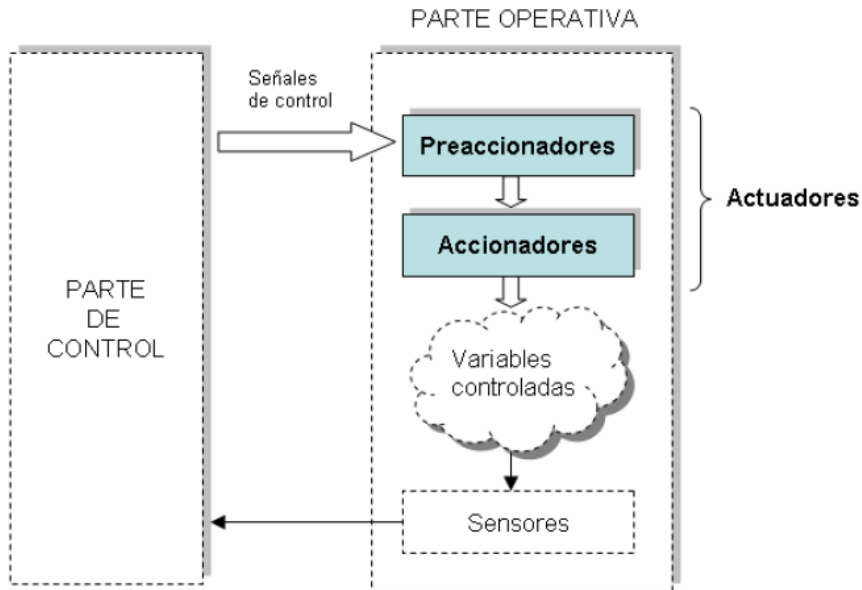 PARTE OPERATIVA
Señales
de control
Preaccionadores
Actuadores
Accionadores
PARTE
DE
CONTROL
Variables
controladas
Sensores